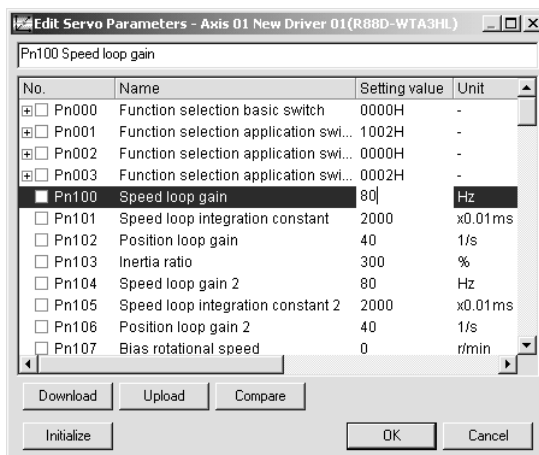 Edit Servo Parameters - Axis 01 New Driver 01(R88D-WTA3HL)
Pn100 Speed loop gain
No. Name Setting value Unit
Pn000 Function selection basic switch 0000H -
Pn001 Function selection application swi... 1002H -
Pn002 Function selection application swi... 0000H -
Pn003 Function selection application swi... 0002H -
Pn100 Speed loop gain 80 Hz
Pn101 Speed loop integration constant 2000 x0.01ms
Pn102 Position loop gain 40 1/s
Pn103 Inertia ratio 300 %
Pn104 Speed loop gain 2 80 Hz
Pn105 Speed loop integration constant 2 2000 x0.01ms
Pn106 Position loop gain 2 40 1/s
Pn107 Bias rotational speed 0 r/min
Download Upload Compare
Initialize OK Cancel